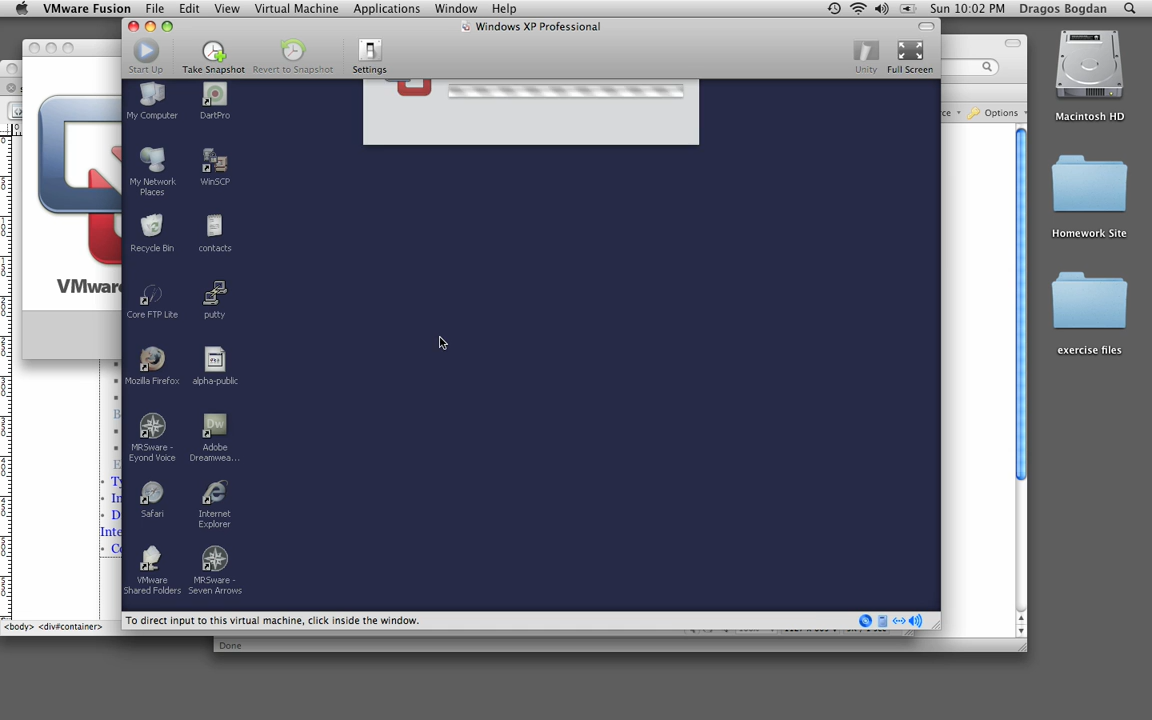 VMware Fusion File Edit View Virtual Machine Applications Window Help Sun 10:02 PM Dragos Bogdan
Windows XP Professional
Start Up Take Snapshot Revert to Snapshot Settings Unity Full Screen
Options
Macintosh HD
Homework Site
exercise files
VMware
My Computer
DartPro
My Network
Places
WinSCP
Recycle Bin
contacts
Core FTP Lite
putty
Mozilla Firefox
alpha-public
MRSware -
Eyond Voice
Adobe
Dreamwea...
Safari
Internet
Explorer
VMware
Shared Folders
MRSware -
Seven Arrows
To direct input to this virtual machine, click inside the window.
<body> <div#container>
Done